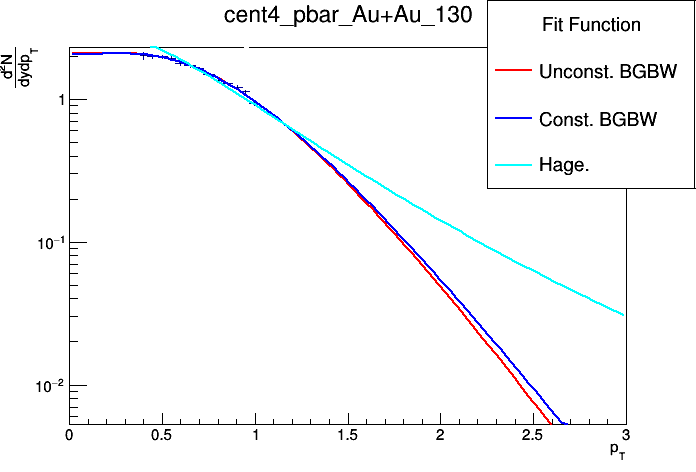 cent4_pbar_Au+Au_130
Fit Function
Unconst. BGBW
Const. BGBW
Hage.
d²N
dydp_T
1
10⁻¹
10⁻²
0 0.5 1 1.5 2 2.5 3
p_T